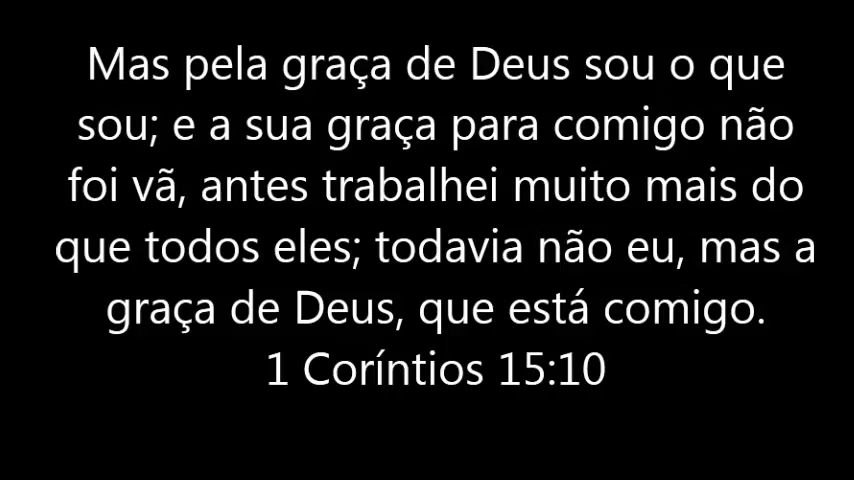 Mas pela graça de Deus sou o que
sou; e a sua graça para comigo não
foi vã, antes trabalhei muito mais do
que todos eles; todavia não eu, mas a
graça de Deus, que está comigo.
1 Coríntios 15:10